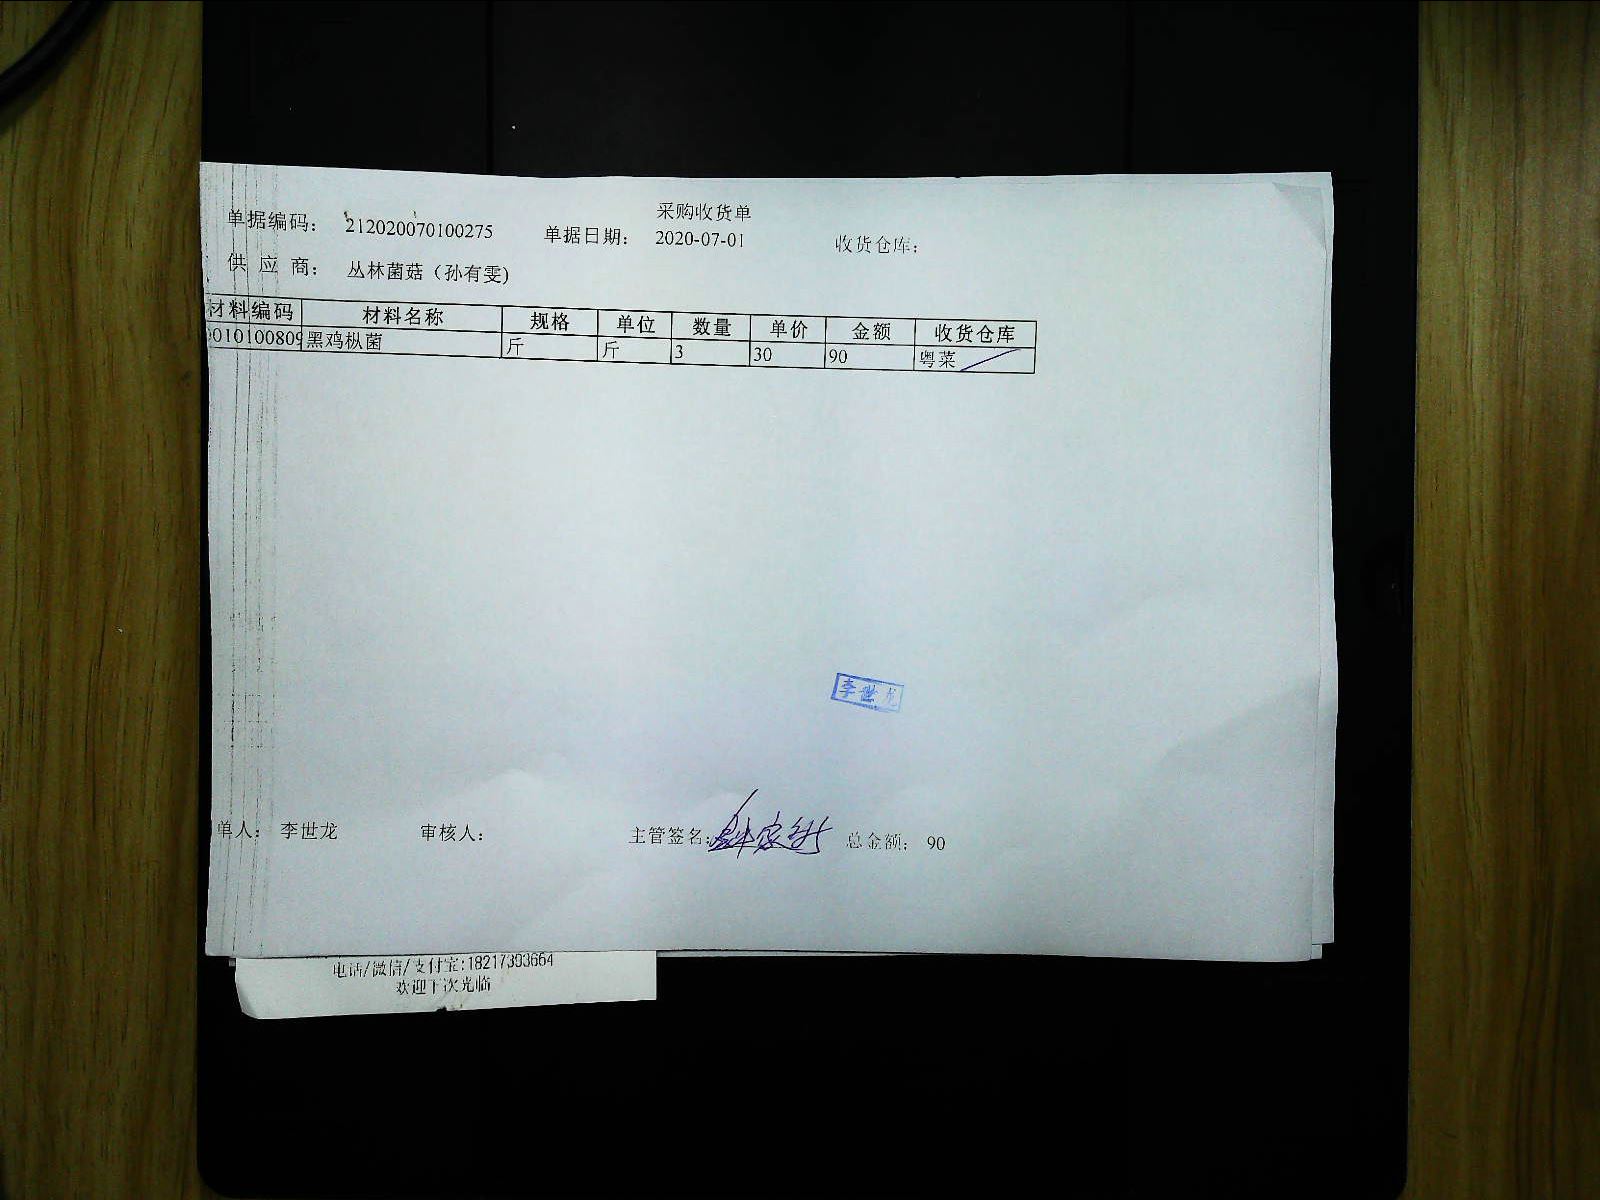 采购收货单
单据编码: 212020070100275 单据日期: 2020-07-01 收货仓库:
供应商: 丛林菌菇（孙有雯)
材料编码 材料名称 规格 单位 数量 单价 金额 收货仓库
010100809 黑鸡枞菌 斤 斤 3 30 90 粤菜
李世龙
单人: 李世龙 审核人: 主管签名: 总金额: 90
电话/微信/支付宝:18217393664
欢迎下次光临